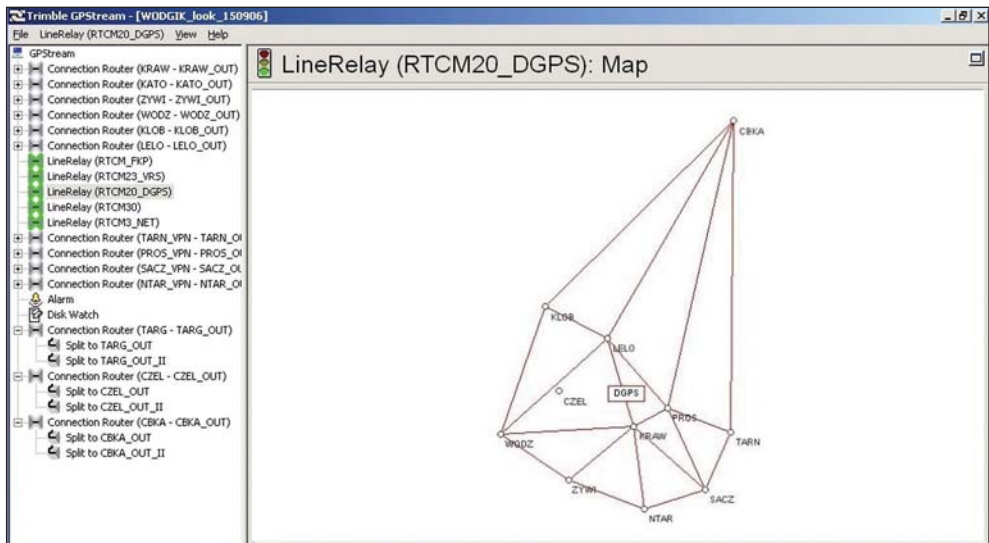 Trimble GPStream - [WODGIK_look_150906]
File LineRelay (RTCM20_DGPS) View Help
GPStream
Connection Router (KRAW - KRAW_OUT)
Connection Router (KATO - KATO_OUT)
Connection Router (ZYWI - ZYWI_OUT)
Connection Router (WODZ - WODZ_OUT)
Connection Router (KLOB - KLOB_OUT)
Connection Router (LELO - LELO_OUT)
LineRelay (RTCM_FKP)
LineRelay (RTCM23_VRS)
LineRelay (RTCM20_DGPS)
LineRelay (RTCM30)
LineRelay (RTCM3_NET)
Connection Router (TARN_VPN - TARN_OU
Connection Router (PROS_VPN - PROS_O
Connection Router (SACZ_VPN - SACZ_OU
Connection Router (NTAR_VPN - NTAR_O
Alarm
Disk Watch
Connection Router (TARG - TARG_OUT)
Split to TARG_OUT
Split to TARG_OUT_II
Connection Router (CZEL - CZEL_OUT)
Split to CZEL_OUT
Split to CZEL_OUT_II
Connection Router (CBKA - CBKA_OUT)
Split to CBKA_OUT
Split to CBKA_OUT_II
LineRelay (RTCM20_DGPS): Map
CBKA
KLOB
LELO
CZEL
DGPS
PROS
KRAW
WODZ
TARN
ZYWI
SACZ
NTAR